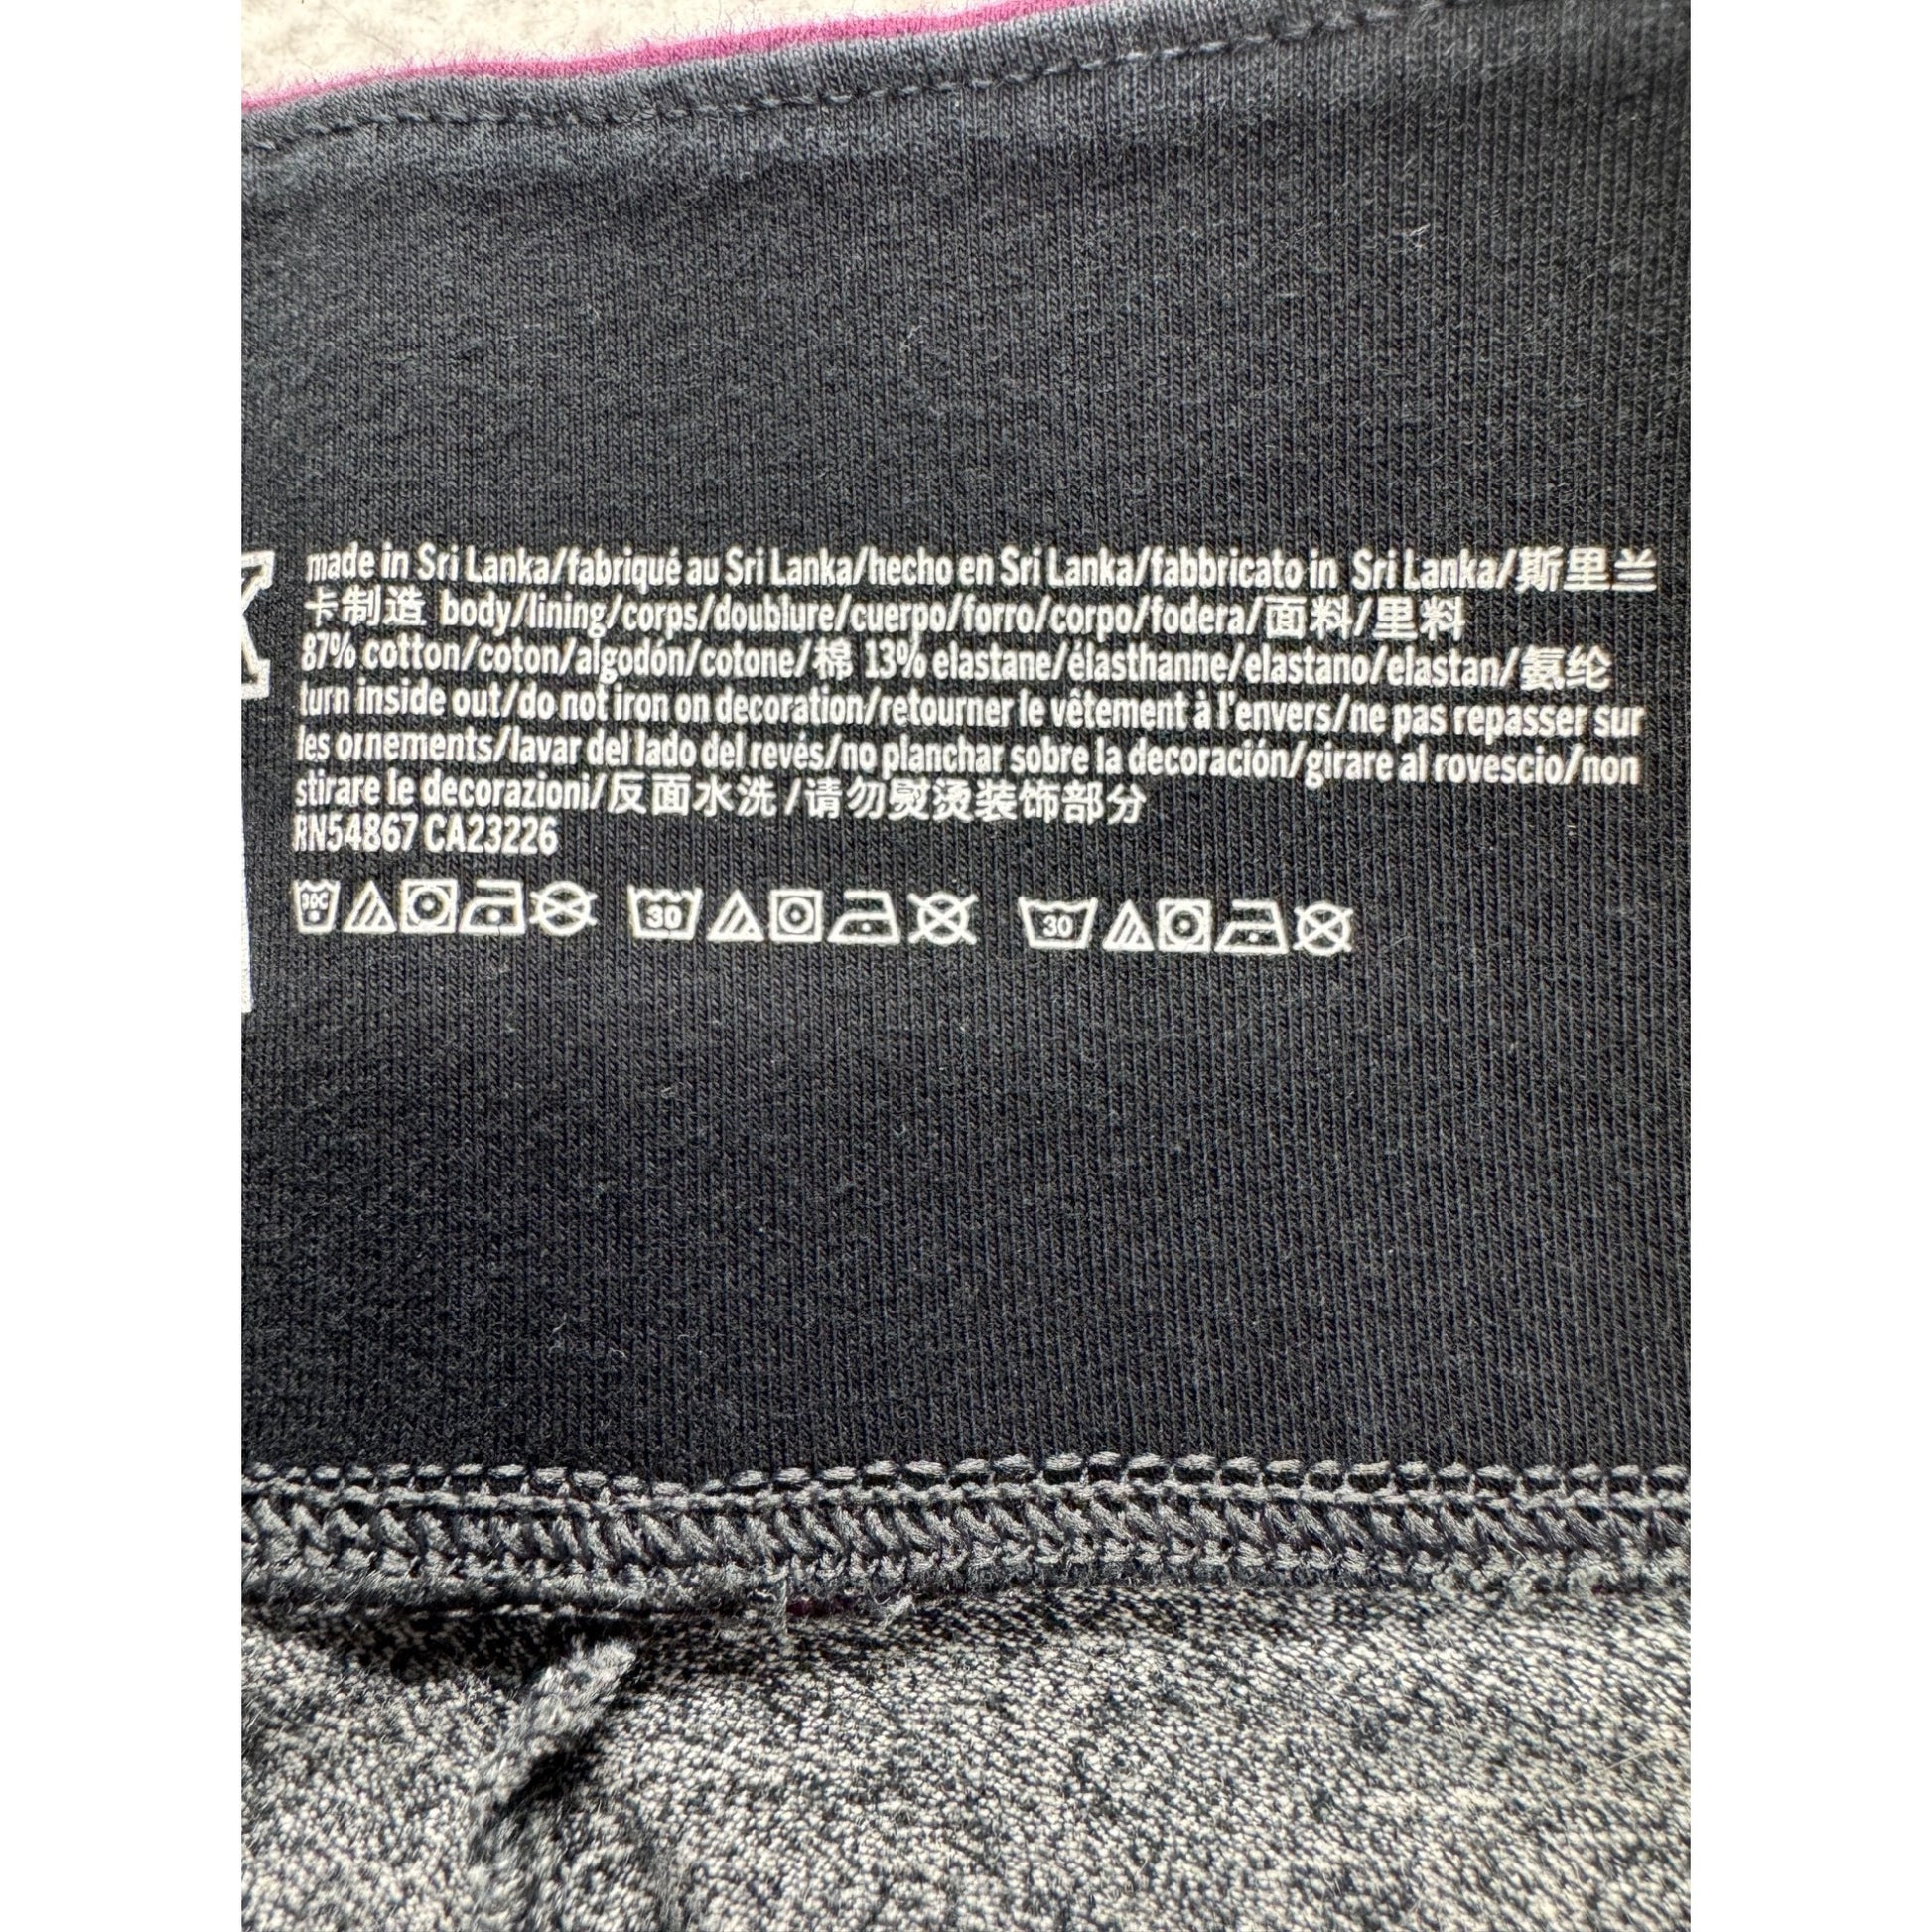 made in Sri Lanka/fabriqué au Sri Lanka/hecho en Sri Lanka/fabbricato in Sri Lanka/斯里兰
卡制造 body/lining/corps/doublure/cuerpo/forro/corpo/fodera/面料/里料
87% cotton/coton/algodón/cotone/棉 13% elastane/élasthanne/elastano/elastan/氨纶
turn inside out/do not iron on decoration/retourner le vêtement à l'envers/ne pas repasser sur
les ornements/lavar del lado del revés/no planchar sobre la decoración/girare al rovescio/non
stirare le decorazioni/反面水洗 /请勿熨烫装饰部分
RN54867 CA23226
30C 30 30